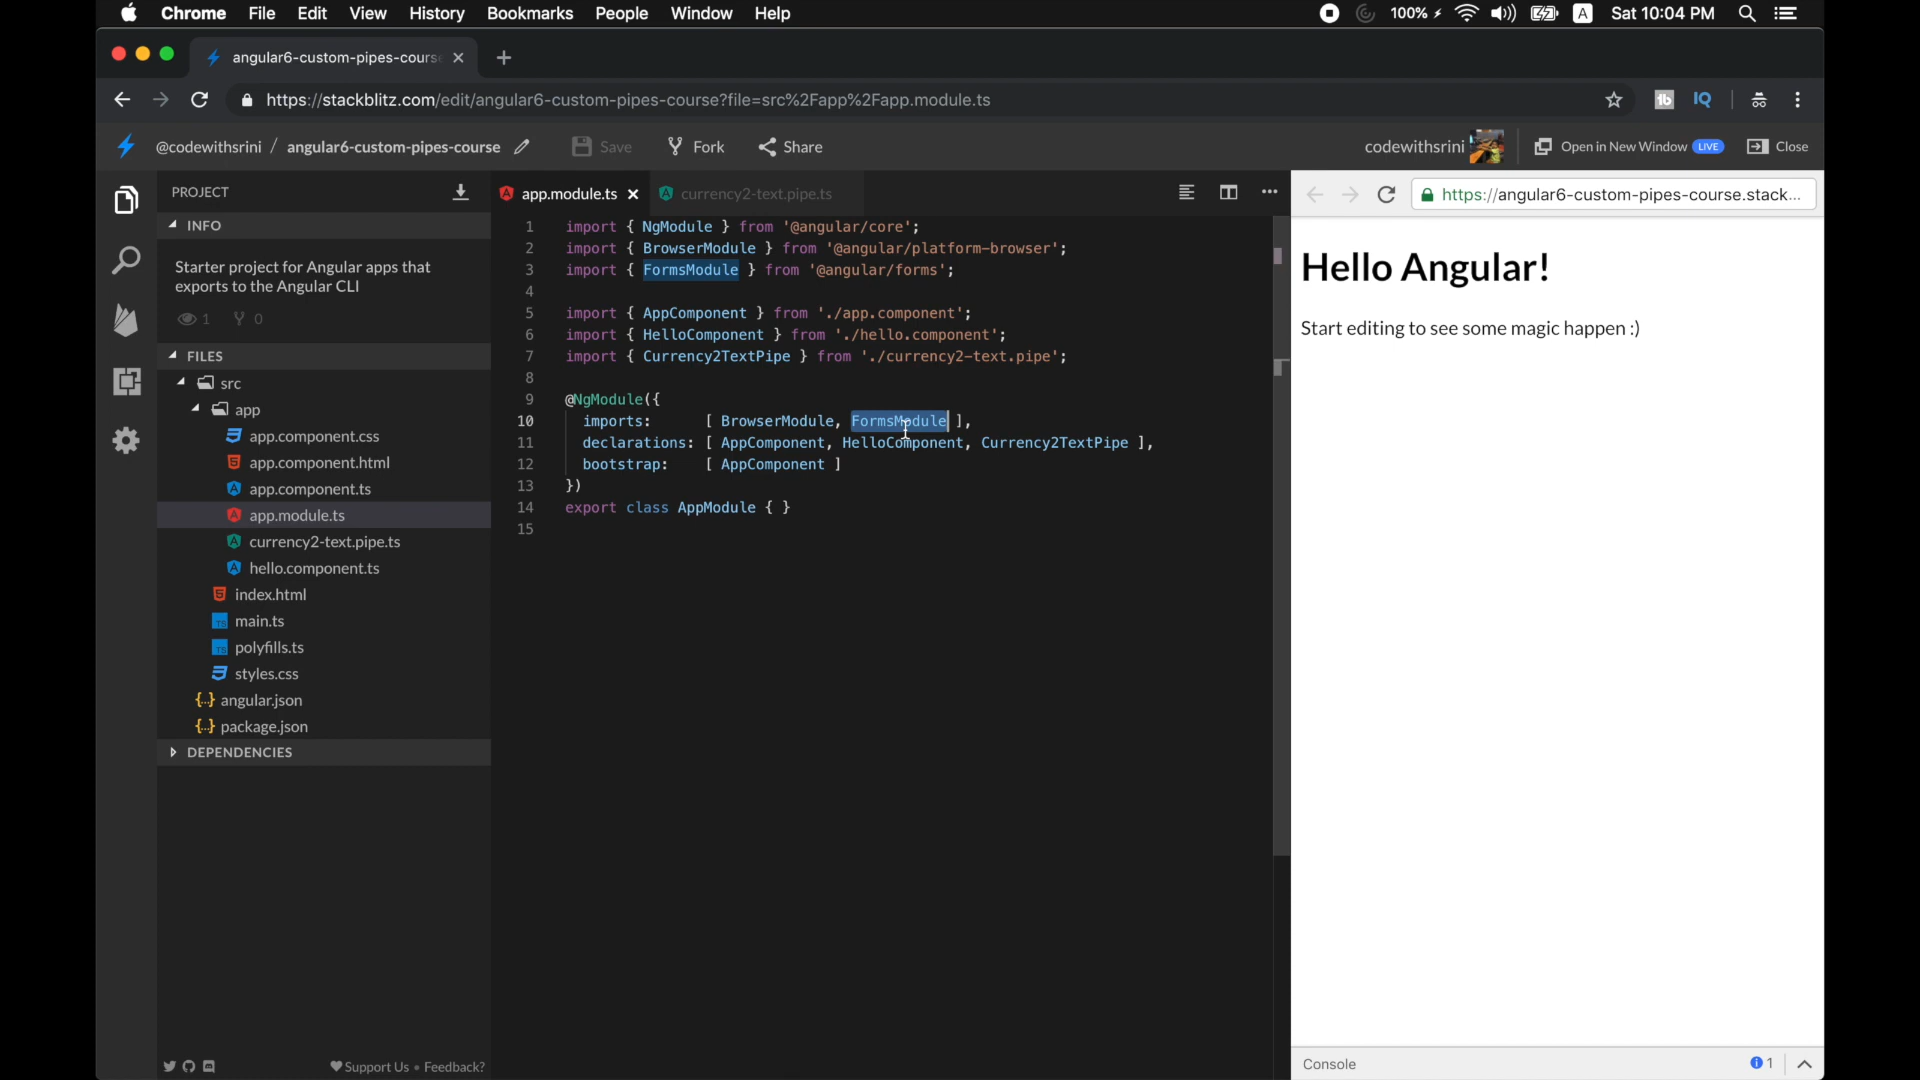 Chrome File Edit View History Bookmarks People Window Help 100% A Sat 10:04 PM
angular6-custom-pipes-cours
https://stackblitz.com/edit/angular6-custom-pipes-course?file=src%2Fapp%2Fapp.module.ts
@codewithsrini / angular6-custom-pipes-course Save Fork Share codewithsrini Open in New Window LIVE Close
PROJECT
INFO
Starter project for Angular apps that
exports to the Angular CLI
1 0
FILES
src
app
app.component.css
app.component.html
app.component.ts
app.module.ts
currency2-text.pipe.ts
hello.component.ts
index.html
main.ts
polyfills.ts
styles.css
angular.json
package.json
DEPENDENCIES
Support Us • Feedback?
app.module.ts currency2-text.pipe.ts
1 import { NgModule } from '@angular/core';
2 import { BrowserModule } from '@angular/platform-browser';
3 import { FormsModule } from '@angular/forms';
4
5 import { AppComponent } from './app.component';
6 import { HelloComponent } from './hello.component';
7 import { Currency2TextPipe } from './currency2-text.pipe';
8
9 @NgModule({
10 imports: [ BrowserModule, FormsModule ],
11 declarations: [ AppComponent, HelloComponent, Currency2TextPipe ],
12 bootstrap: [ AppComponent ]
13 })
14 export class AppModule { }
15
https://angular6-custom-pipes-course.stack...
Hello Angular!
Start editing to see some magic happen :)
Console 1